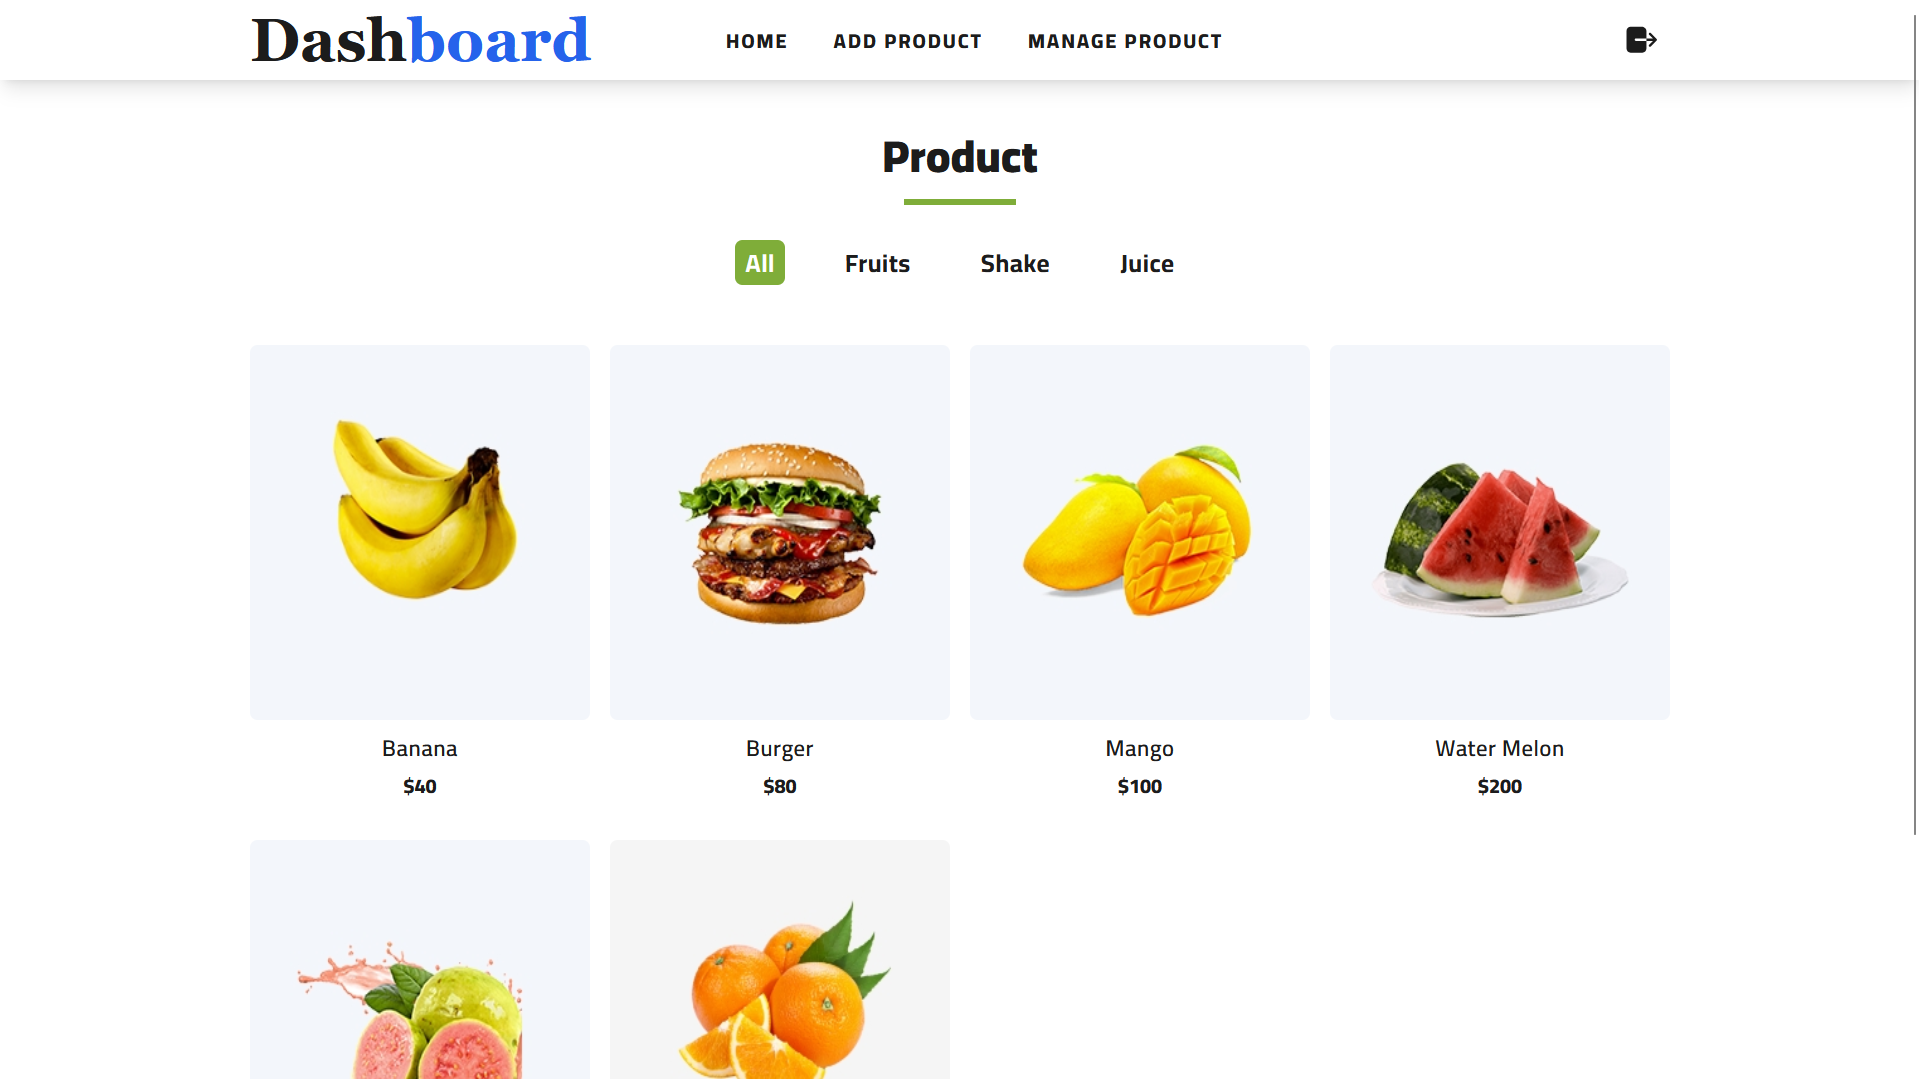 Dashboard
HOME ADD PRODUCT MANAGE PRODUCT
Product
All Fruits Shake Juice
Banana Burger Mango Water Melon
$40 $80 $100 $200